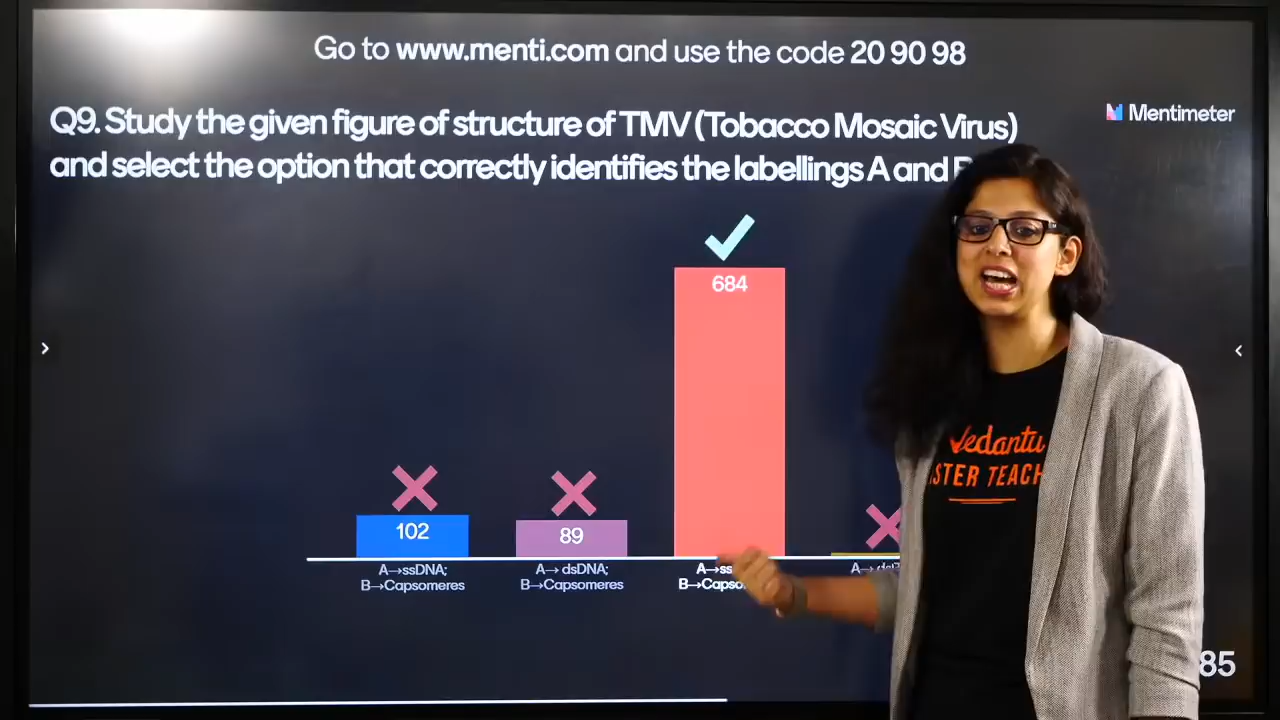 Go to www.menti.com and use the code 20 90 98
Mentimeter
Q9. Study the given figure of structure of TMV (Tobacco Mosaic Virus)
and select the option that correctly identifies the labellings A and
684
102
89
A→ssDNA;
B→Capsomeres
A→ dsDNA;
B→Capsomeres
A→ss
B→Capso
A→
Vedantu
85